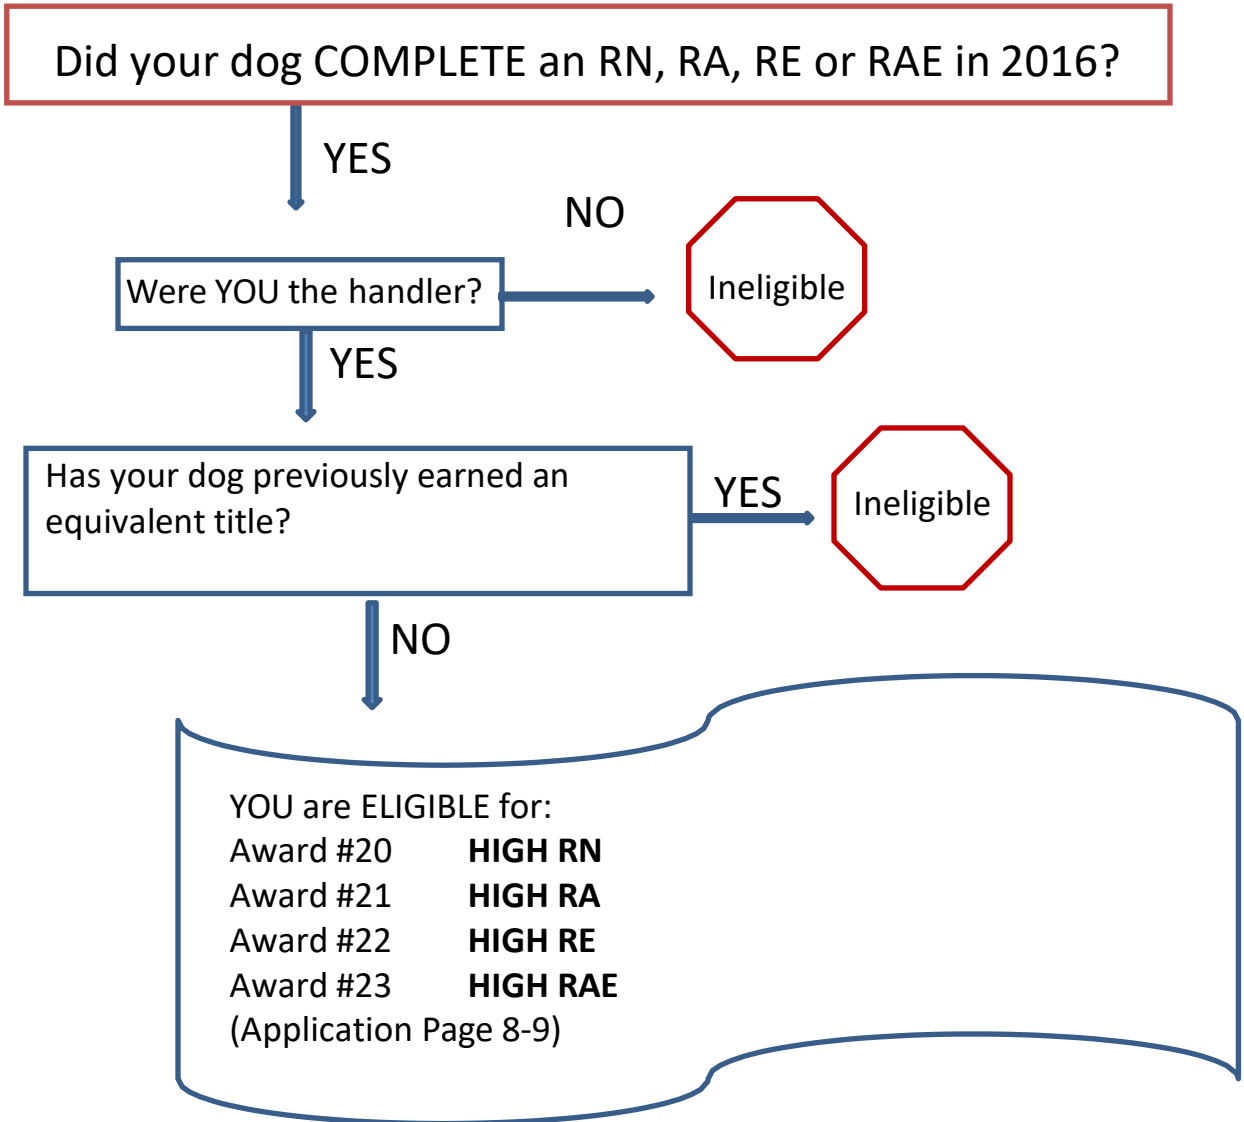 Did your dog COMPLETE an RN, RA, RE or RAE in 2016?
YES
NO
Were YOU the handler?
Ineligible
YES
Has your dog previously earned an
equivalent title?
YES
Ineligible
NO
YOU are ELIGIBLE for:
Award #20 HIGH RN
Award #21 HIGH RA
Award #22 HIGH RE
Award #23 HIGH RAE
(Application Page 8-9)